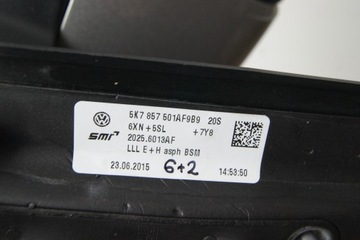 5K7 857 501AF9B9 20S
6XN+5SL +7Y8
smr
2025.6013AF
LLL E+H asph BSM
23.06.2015 6+2 14:53:50